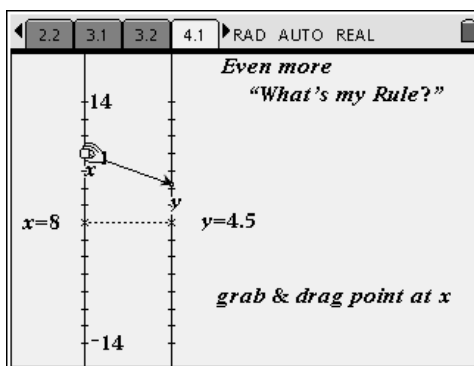 2.2 3.1 3.2 4.1 RAD AUTO REAL
Even more
“What's my Rule?”
14
x
y
x=8 y=4.5
grab & drag point at x
-14